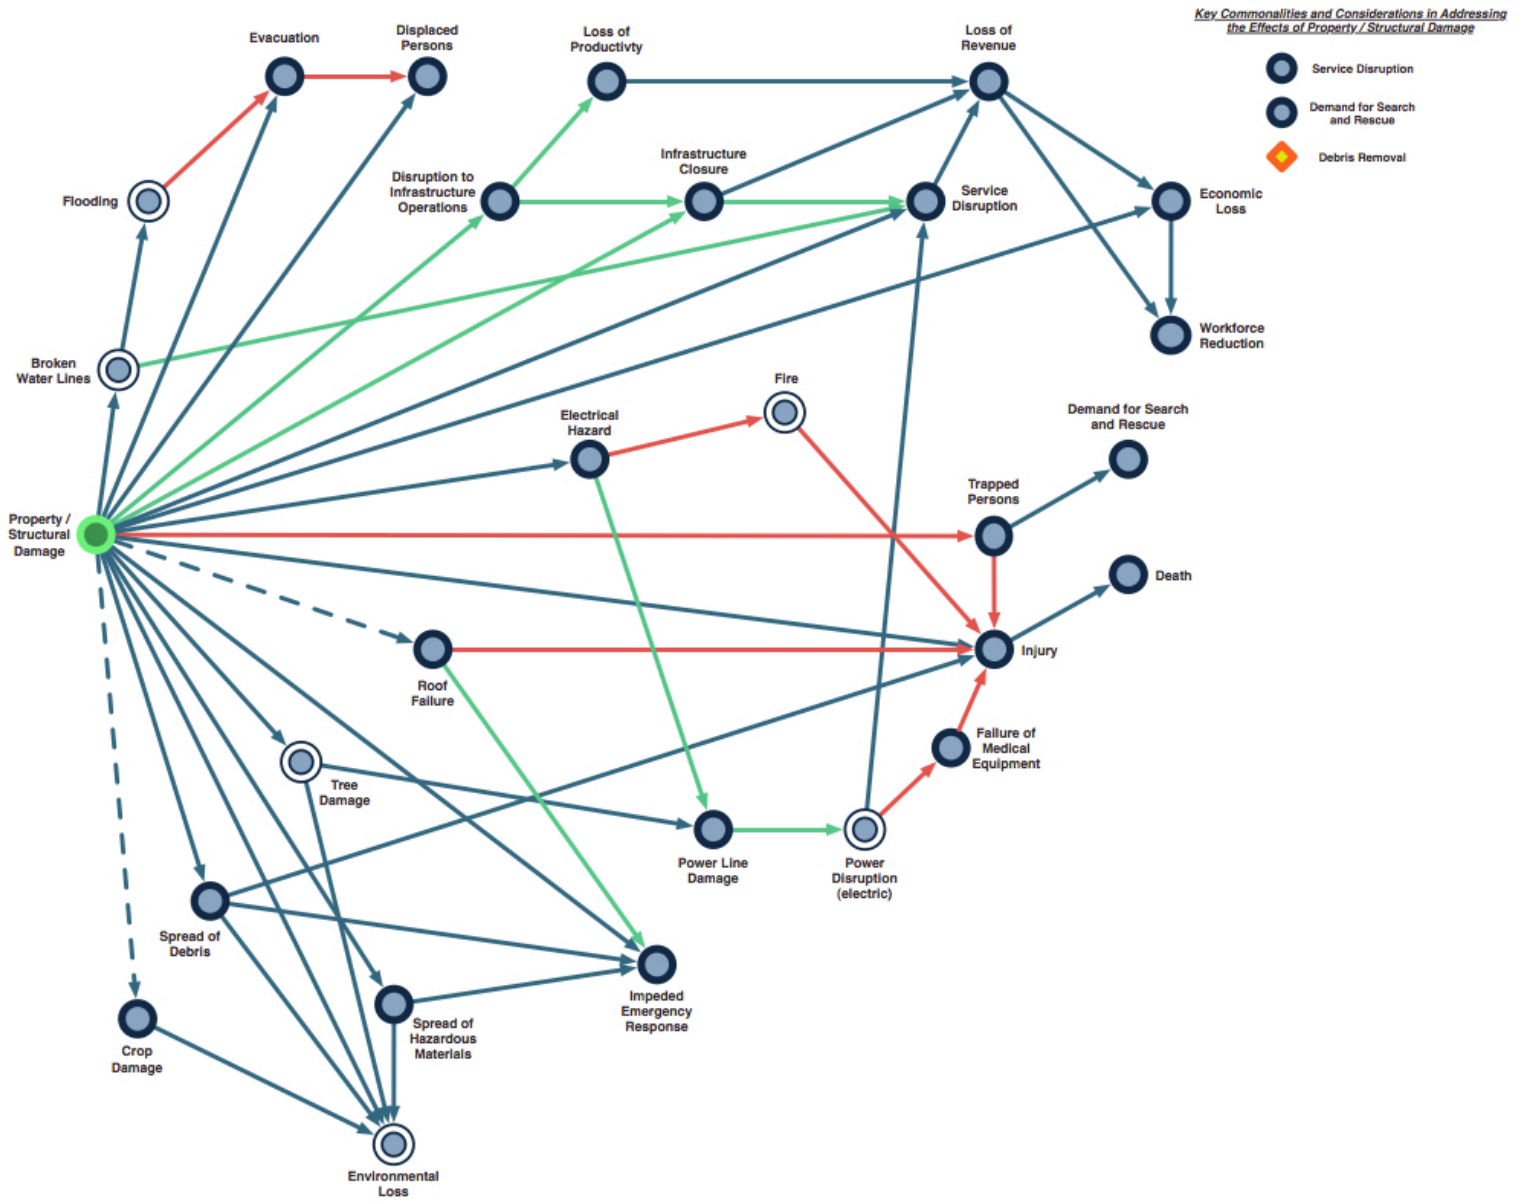 Key Commonalities and Considerations in Addressing
the Effects of Property / Structural Damage
Service Disruption
Demand for Search
and Rescue
Debris Removal
Evacuation
Displaced
Persons
Loss of
Productivty
Loss of
Revenue
Flooding
Disruption to
Infrastructure
Operations
Infrastructure
Closure
Service
Disruption
Economic
Loss
Workforce
Reduction
Broken
Water Lines
Fire
Electrical
Hazard
Demand for Search
and Rescue
Trapped
Persons
Property /
Structural
Damage
Death
Injury
Roof
Failure
Failure of
Medical
Equipment
Tree
Damage
Power Line
Damage
Power
Disruption
(electric)
Spread of
Debris
Impeded
Emergency
Response
Spread of
Hazardous
Materials
Crop
Damage
Environmental
Loss